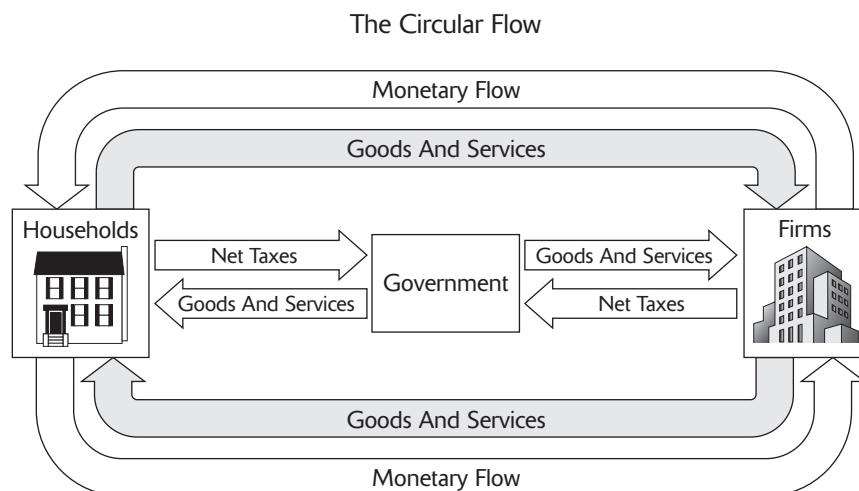 The Circular Flow
Monetary Flow
Goods And Services
Households
Firms
Net Taxes
Goods And Services
Government
Goods And Services
Net Taxes
Goods And Services
Monetary Flow